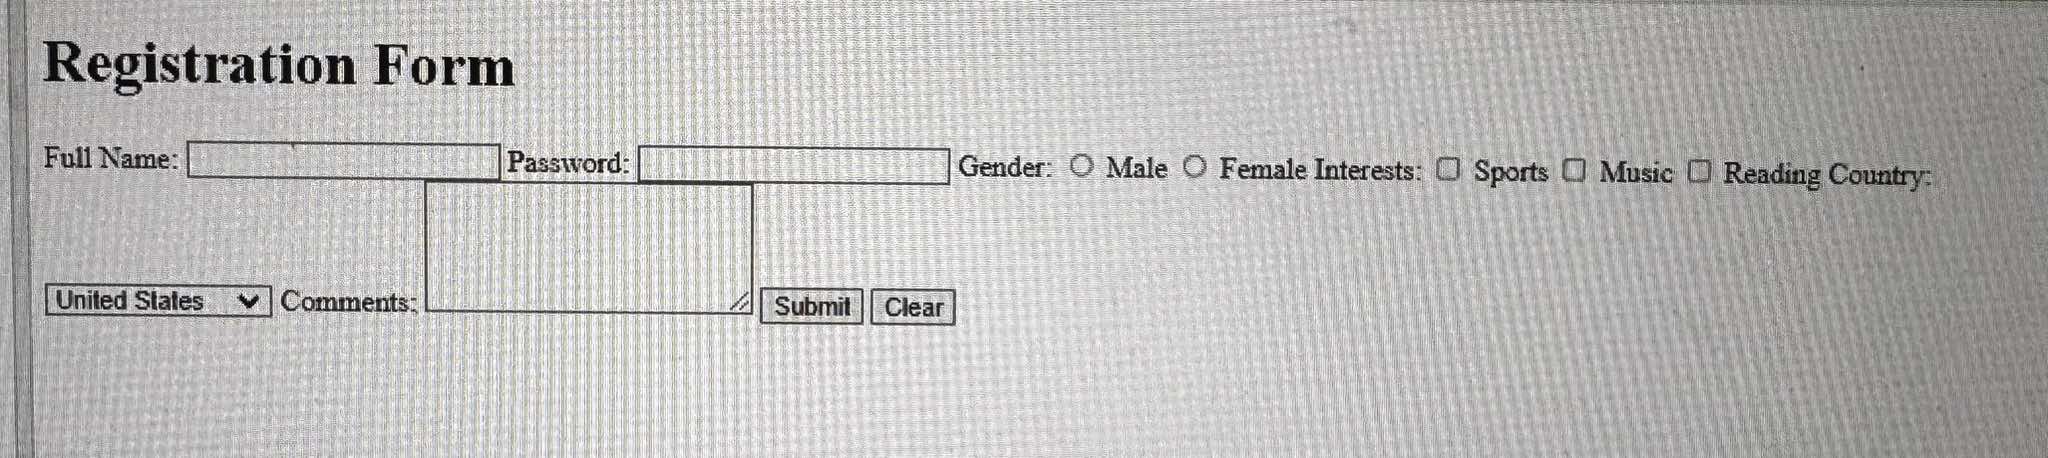 Registration Form
Full Name: Password: Gender: Male Female Interests: Sports Music Reading Country:
United States Comments: Submit Clear